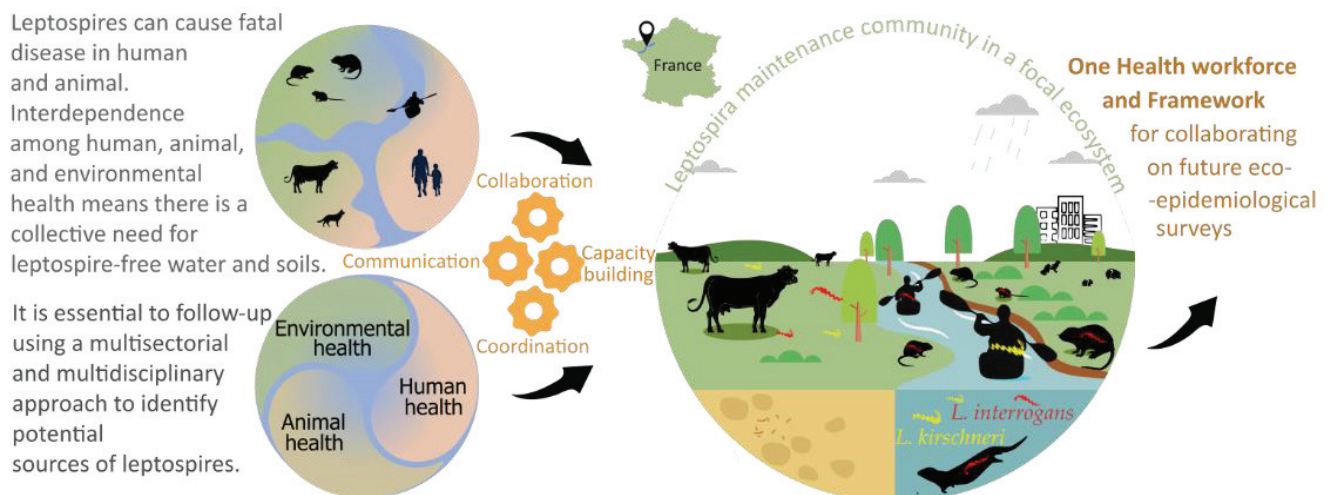 Leptospires can cause fatal
disease in human
and animal.
Interdependence
among human, animal,
and environmental
health means there is a
collective need for
leptospire-free water and soils.
It is essential to follow-up
using a multisectorial
and multidisciplinary
approach to identify
potential
sources of leptospires.
Environmental
health
Human
health
Animal
health
Collaboration
Communication
Capacity
building
Coordination
France
Leptospira maintenance community in a focal ecosystem
L. interrogans
L. kirschneri
One Health workforce
and Framework
for collaborating
on future eco-
-epidemiological
surveys